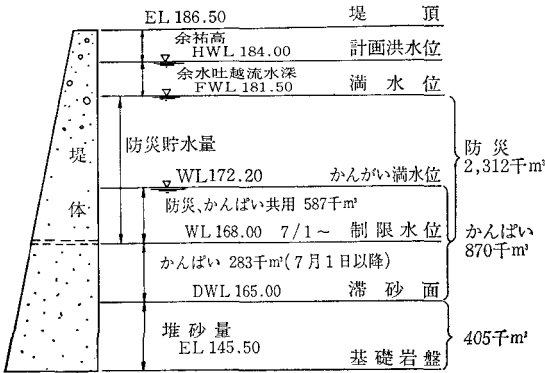 EL 186.50 堤頂
余裕高
HWL 184.00 計画洪水位
余水吐越流水深
FWL 181.50 満水位
防災貯水量
防災
2,312千m³
WL172.20 かんがい満水位
堤体
防災、かんぱい共用 587千m³
WL 168.00 7/1〜 制限水位
かんぱい
870千m³
かんぱい 283千m³(7月1日以降)
DWL 165.00 滞砂面
堆砂量
EL 145.50 基礎岩盤
405千m³